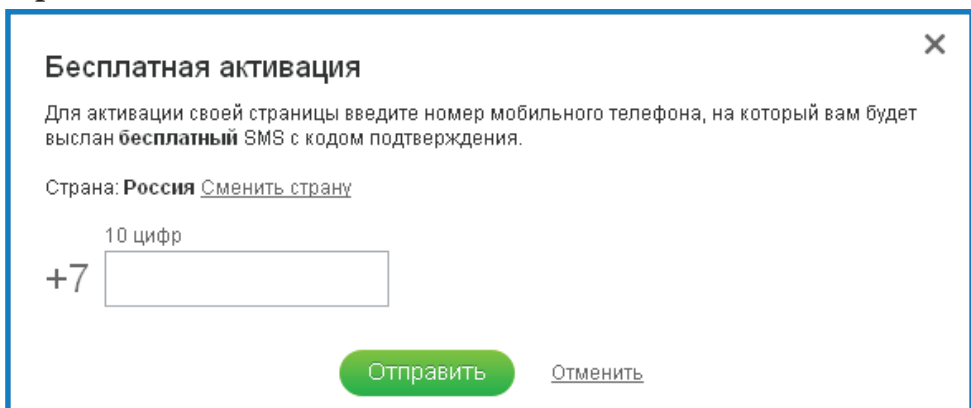 Бесплатная активация
Для активации своей страницы введите номер мобильного телефона, на который вам будет
выслан бесплатный SMS с кодом подтверждения.
Страна: Россия Сменить страну
10 цифр
+7
Отправить Отменить